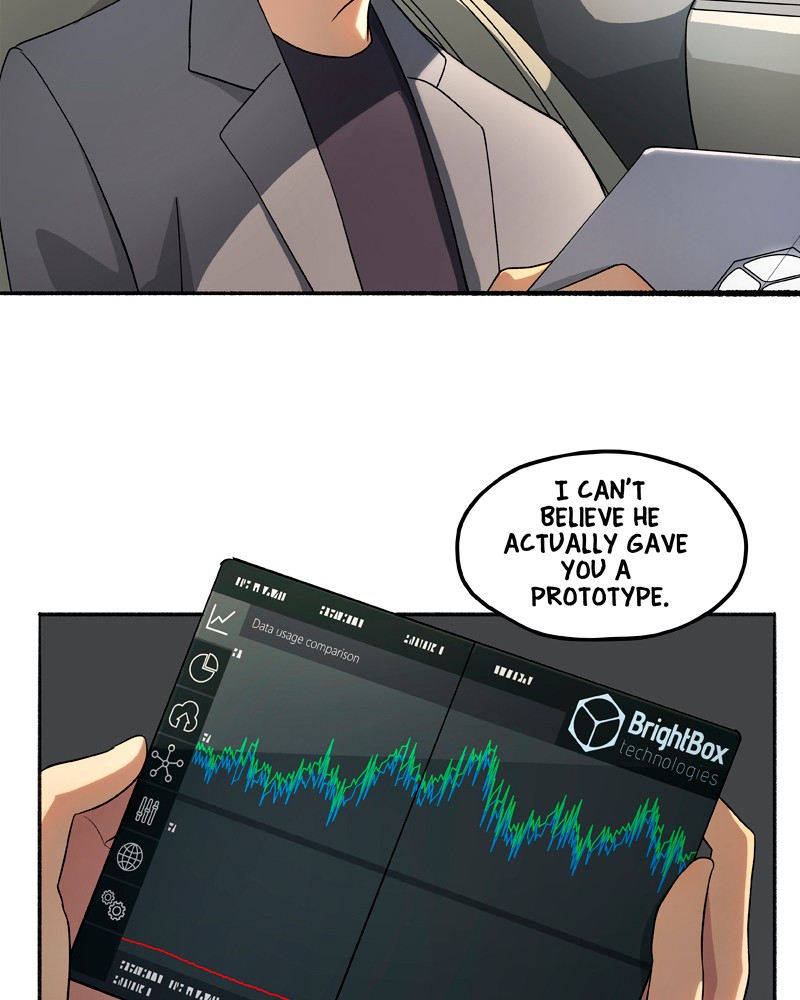 I CAN'T
BELIEVE HE
ACTUALLY GAVE
YOU A
PROTOTYPE.
Data usage comparison
BrightBox
technologies